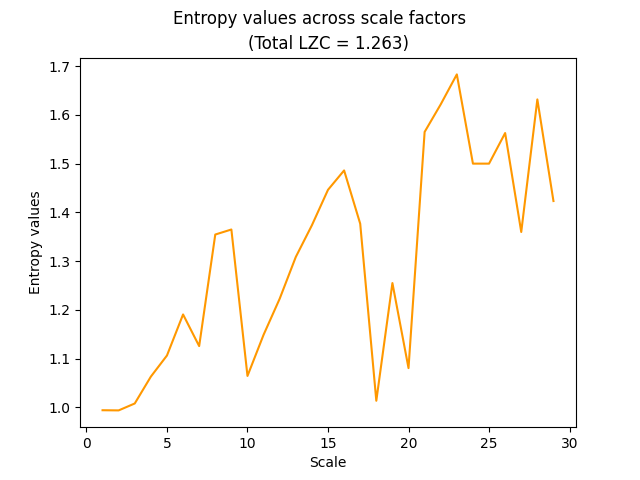 Entropy values across scale factors
(Total LZC = 1.263)
1.7
1.6
1.5
1.4
1.3
1.2
1.1
1.0
Entropy values
0 5 10 15 20 25 30
Scale